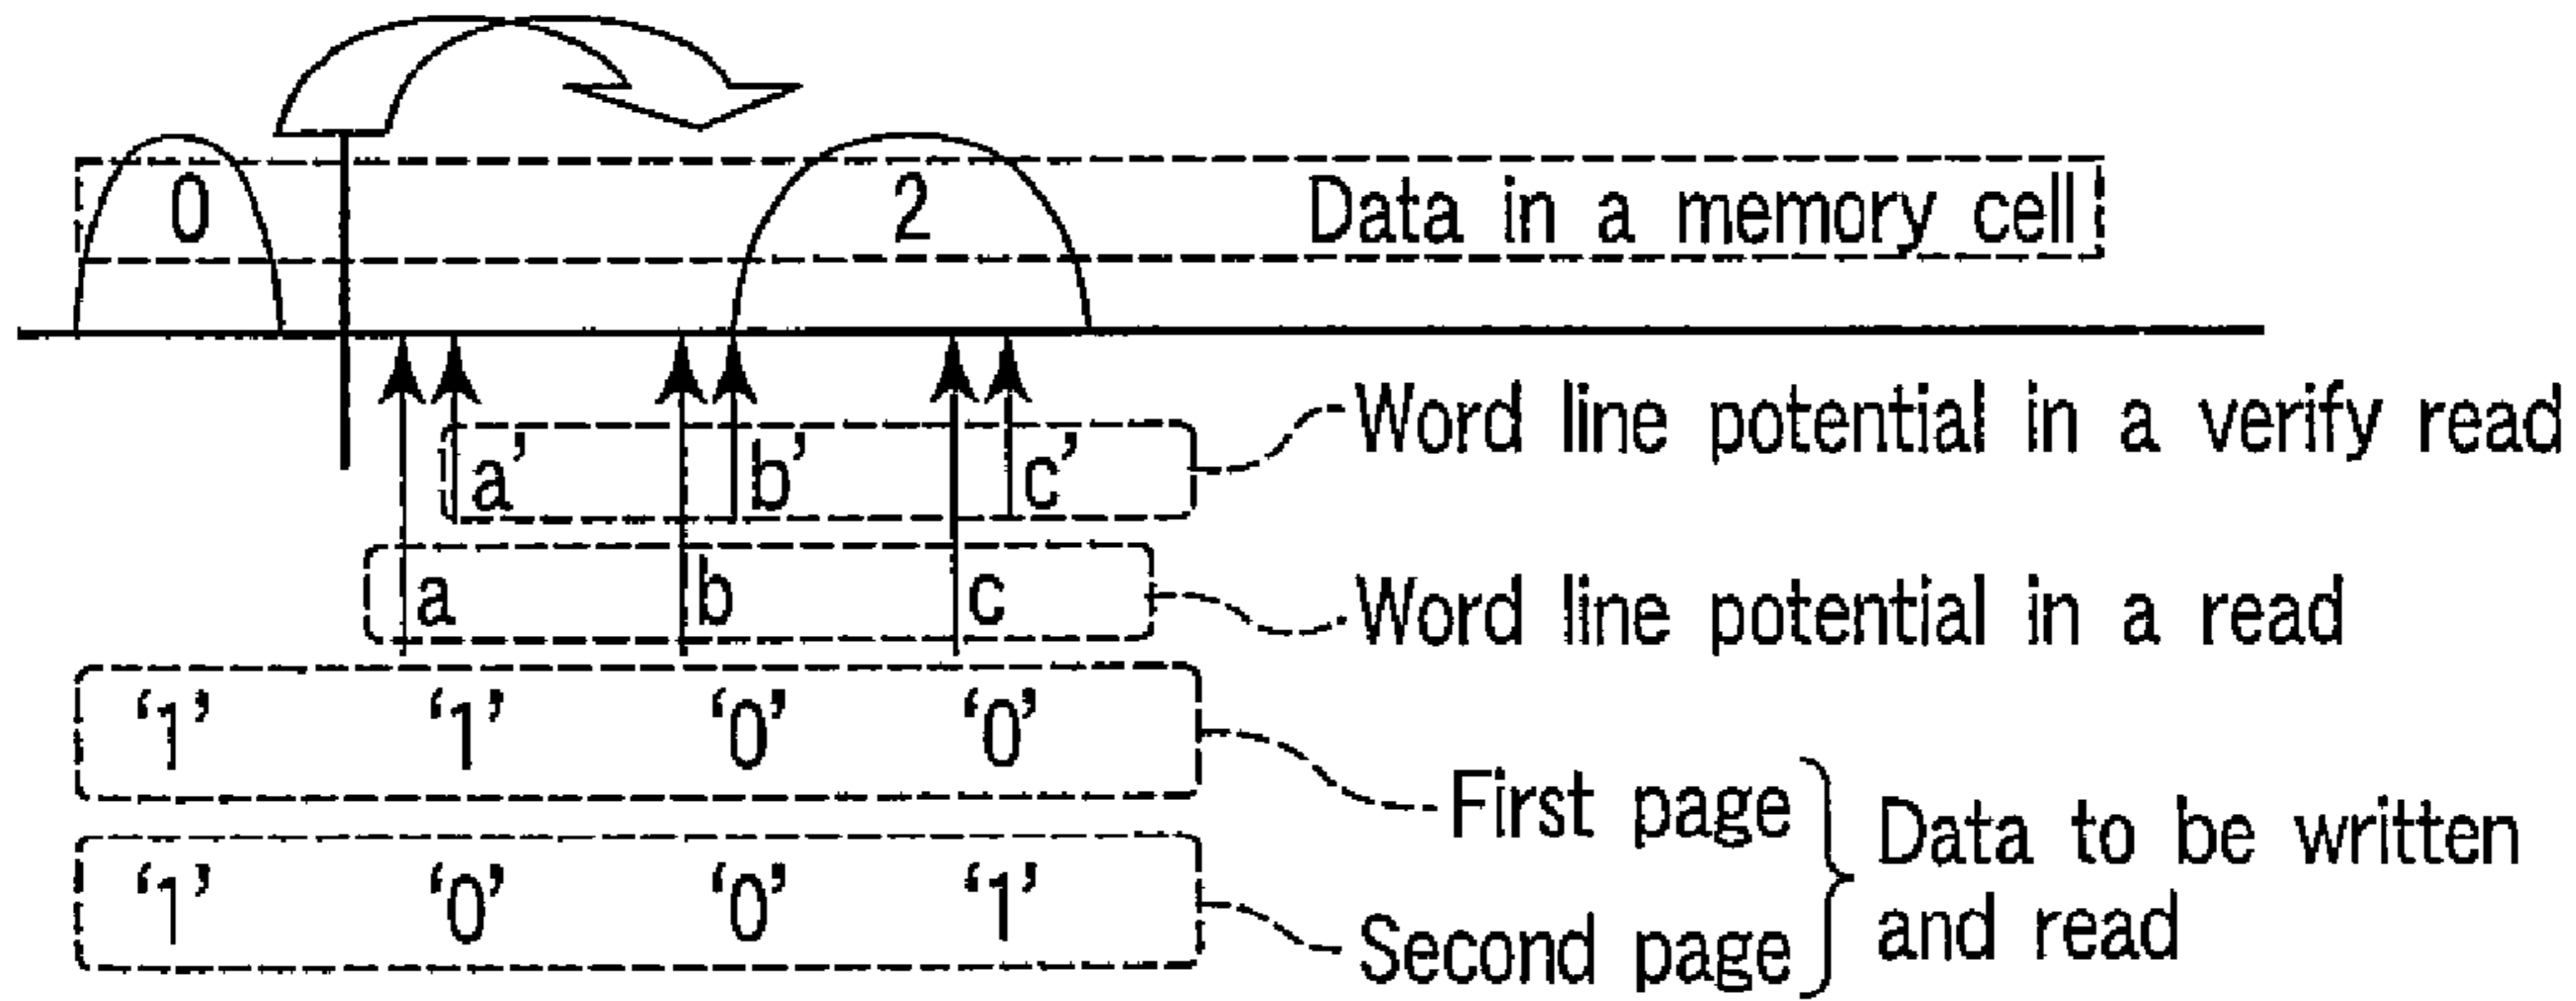 0 2 Data in a memory cell
a’ b’ c’ Word line potential in a verify read
a b c Word line potential in a read
‘1’ ‘1’ ‘0’ ‘0’
First page
‘1’ ‘0’ ‘0’ ‘1’
Second page
Data to be written
and read